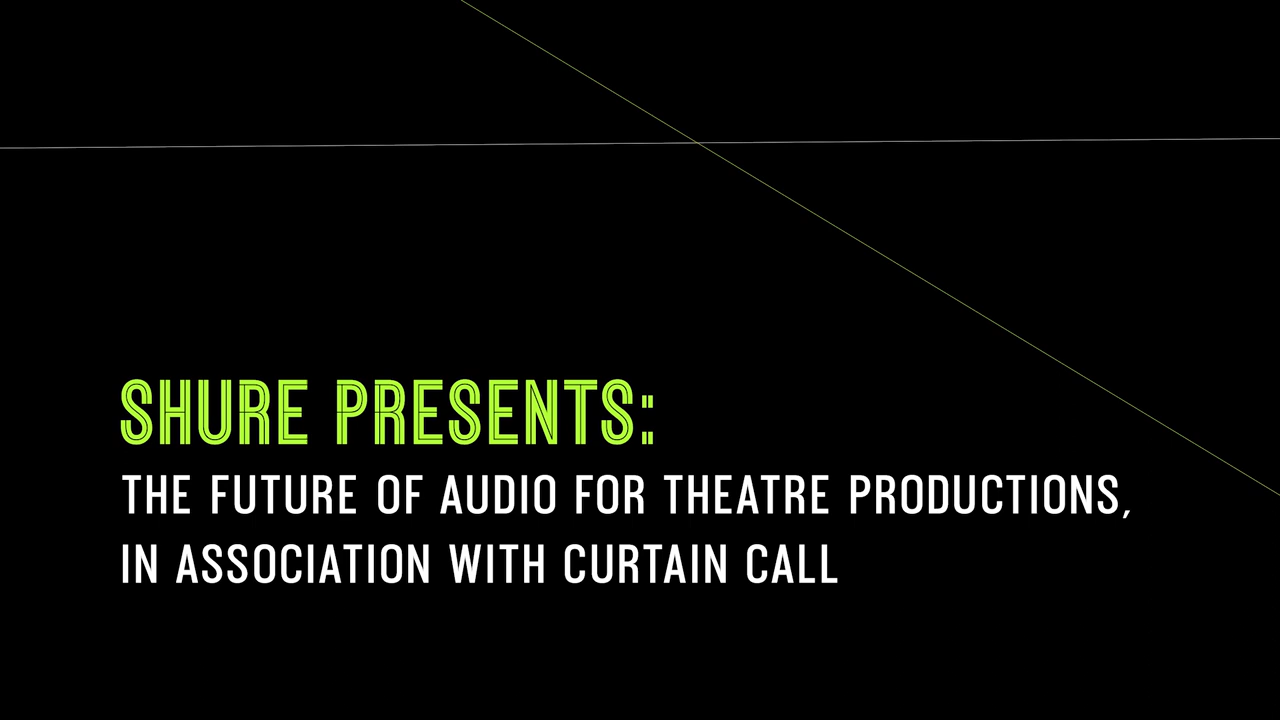 SHURE PRESENTS:
THE FUTURE OF AUDIO FOR THEATRE PRODUCTIONS,
IN ASSOCIATION WITH CURTAIN CALL